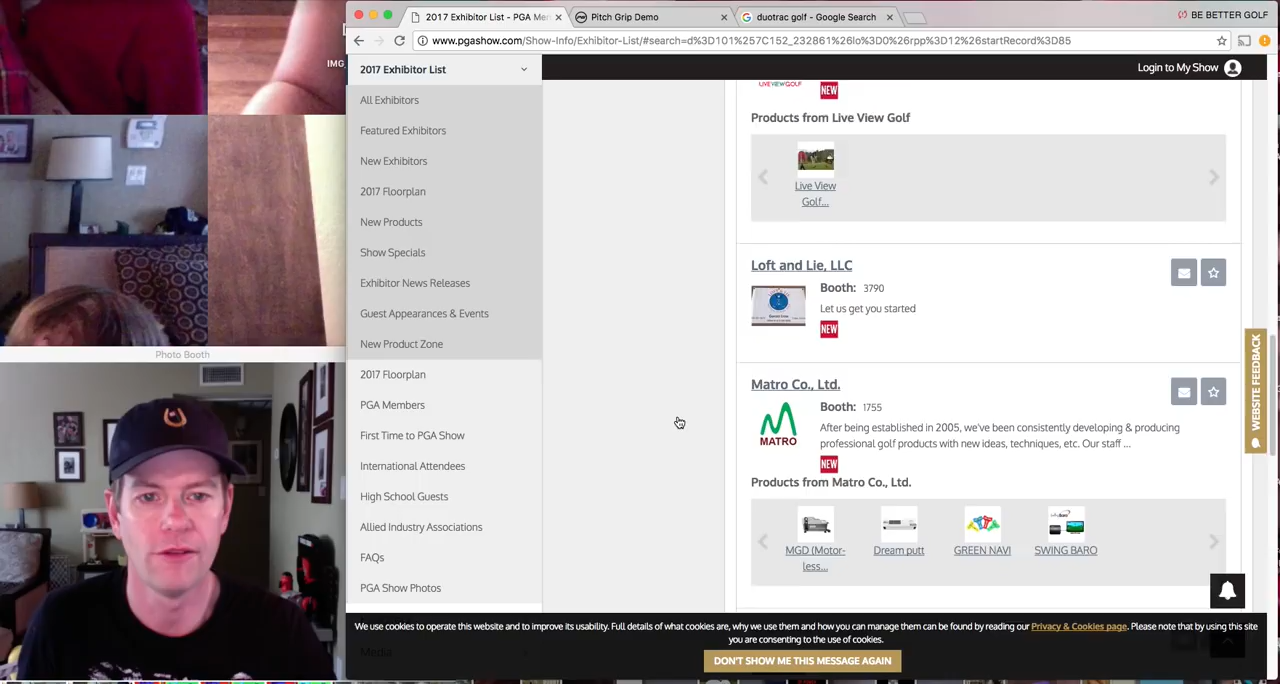 2017 Exhibitor List - PGA Mer
Pitch Grip Demo
duotrac golf - Google Search
BE BETTER GOLF
www.pgashow.com/Show-Info/Exhibitor-List/#search=d%3D101%257C152_232861%26lo%3D0%26rpp%3D12%26startRecord%3D85
IMG_
2017 Exhibitor List
Login to My Show
All Exhibitors
Featured Exhibitors
New Exhibitors
2017 Floorplan
New Products
Show Specials
Exhibitor News Releases
Guest Appearances & Events
New Product Zone
2017 Floorplan
PGA Members
First Time to PGA Show
International Attendees
High School Guests
Allied Industry Associations
FAQs
PGA Show Photos
Media
Photo Booth
LIVE VIEW GOLF
NEW
Products from Live View Golf
Live View
Golf...
Loft and Lie, LLC
Booth: 3790
Let us get you started
NEW
Matro Co., Ltd.
MATRO
Booth: 1755
After being established in 2005, we've been consistently developing & producing
professional golf products with new ideas, techniques, etc. Our staff ...
NEW
Products from Matro Co., Ltd.
MGD (Motor-
less...
Dream putt
GREEN NAVI
SWING BARO
WEBSITE FEEDBACK
We use cookies to operate this website and to improve its usability. Full details of what cookies are, why we use them and how you can manage them can be found by reading our Privacy & Cookies page. Please note that by using this
site you are consenting to the use of cookies.
DON'T SHOW ME THIS MESSAGE AGAIN